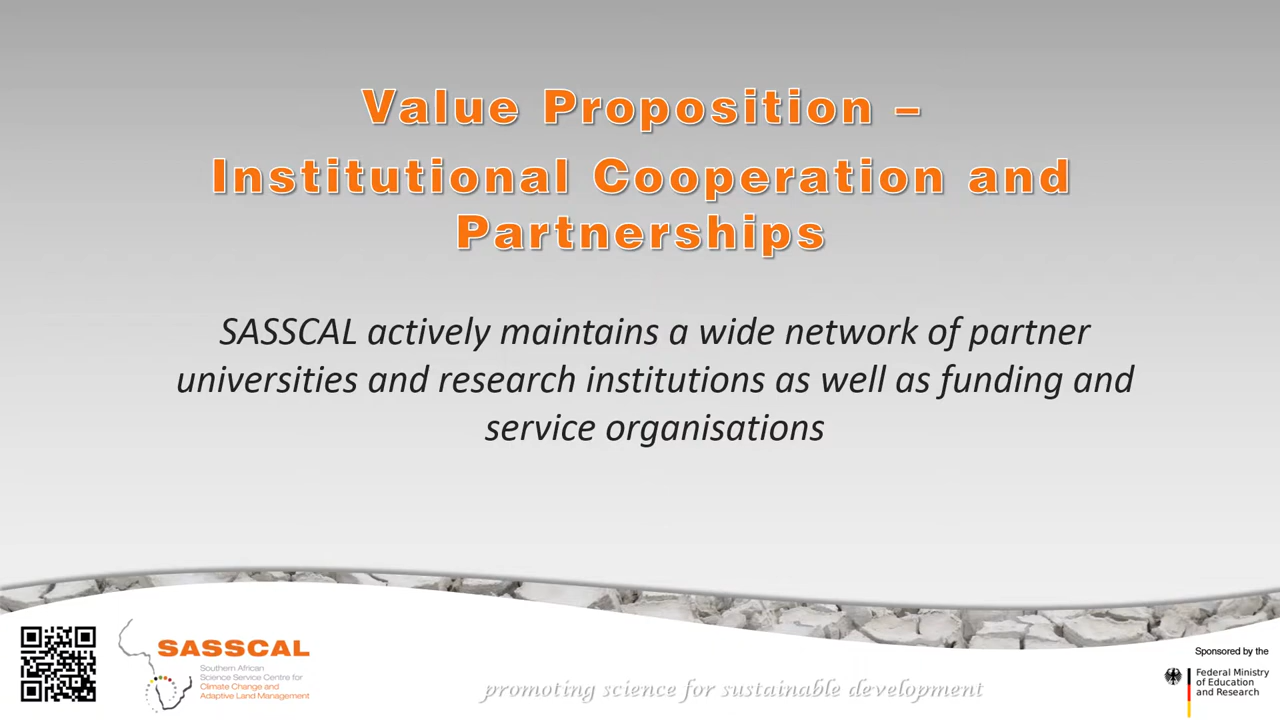 Value Proposition –
Institutional Cooperation and
Partnerships
SASSCAL actively maintains a wide network of partner
universities and research institutions as well as funding and
service organisations
SASSCAL
Southern African
Science Service Centre for
Climate Change and
Adaptive Land Management
promoting science for sustainable development
Sponsored by the
Federal Ministry
of Education
and Research